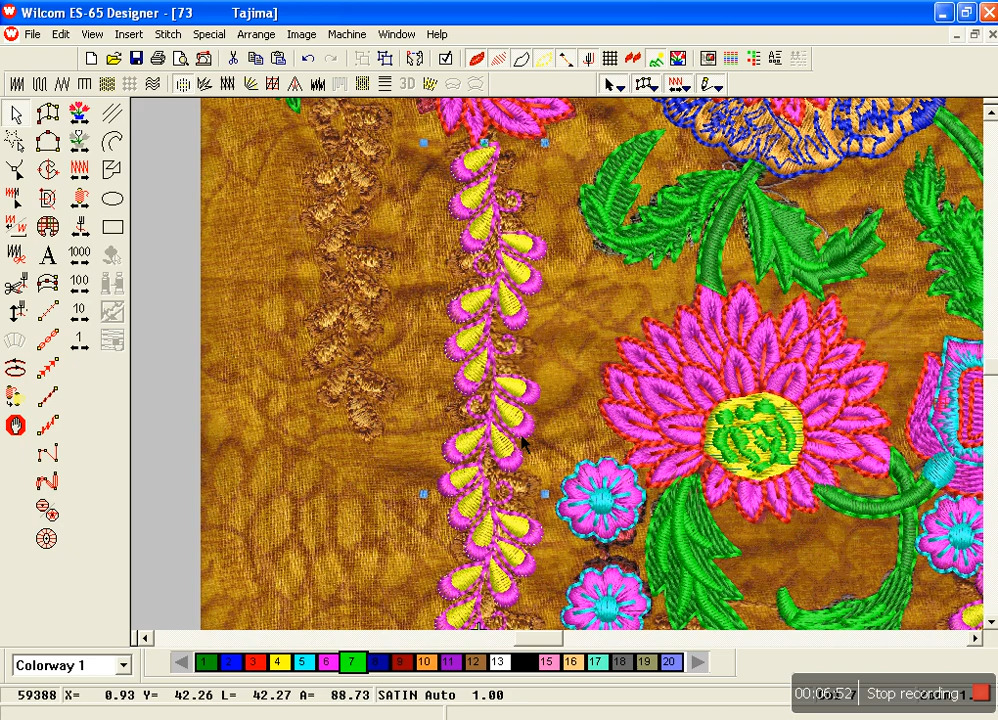 Wilcom ES-65 Designer - [73 Tajima]
File Edit View Insert Stitch Special Arrange Image Machine Window Help
3D
A
1000
100
10
1
Colorway 1
1 2 3 4 5 6 7 8 9 10 11 12 13 15 16 17 18 19 20
59388 X= 0.93 Y= 42.26 L= 42.27 A= 88.73 SATIN Auto 1.00
00:06:52 Stop recording